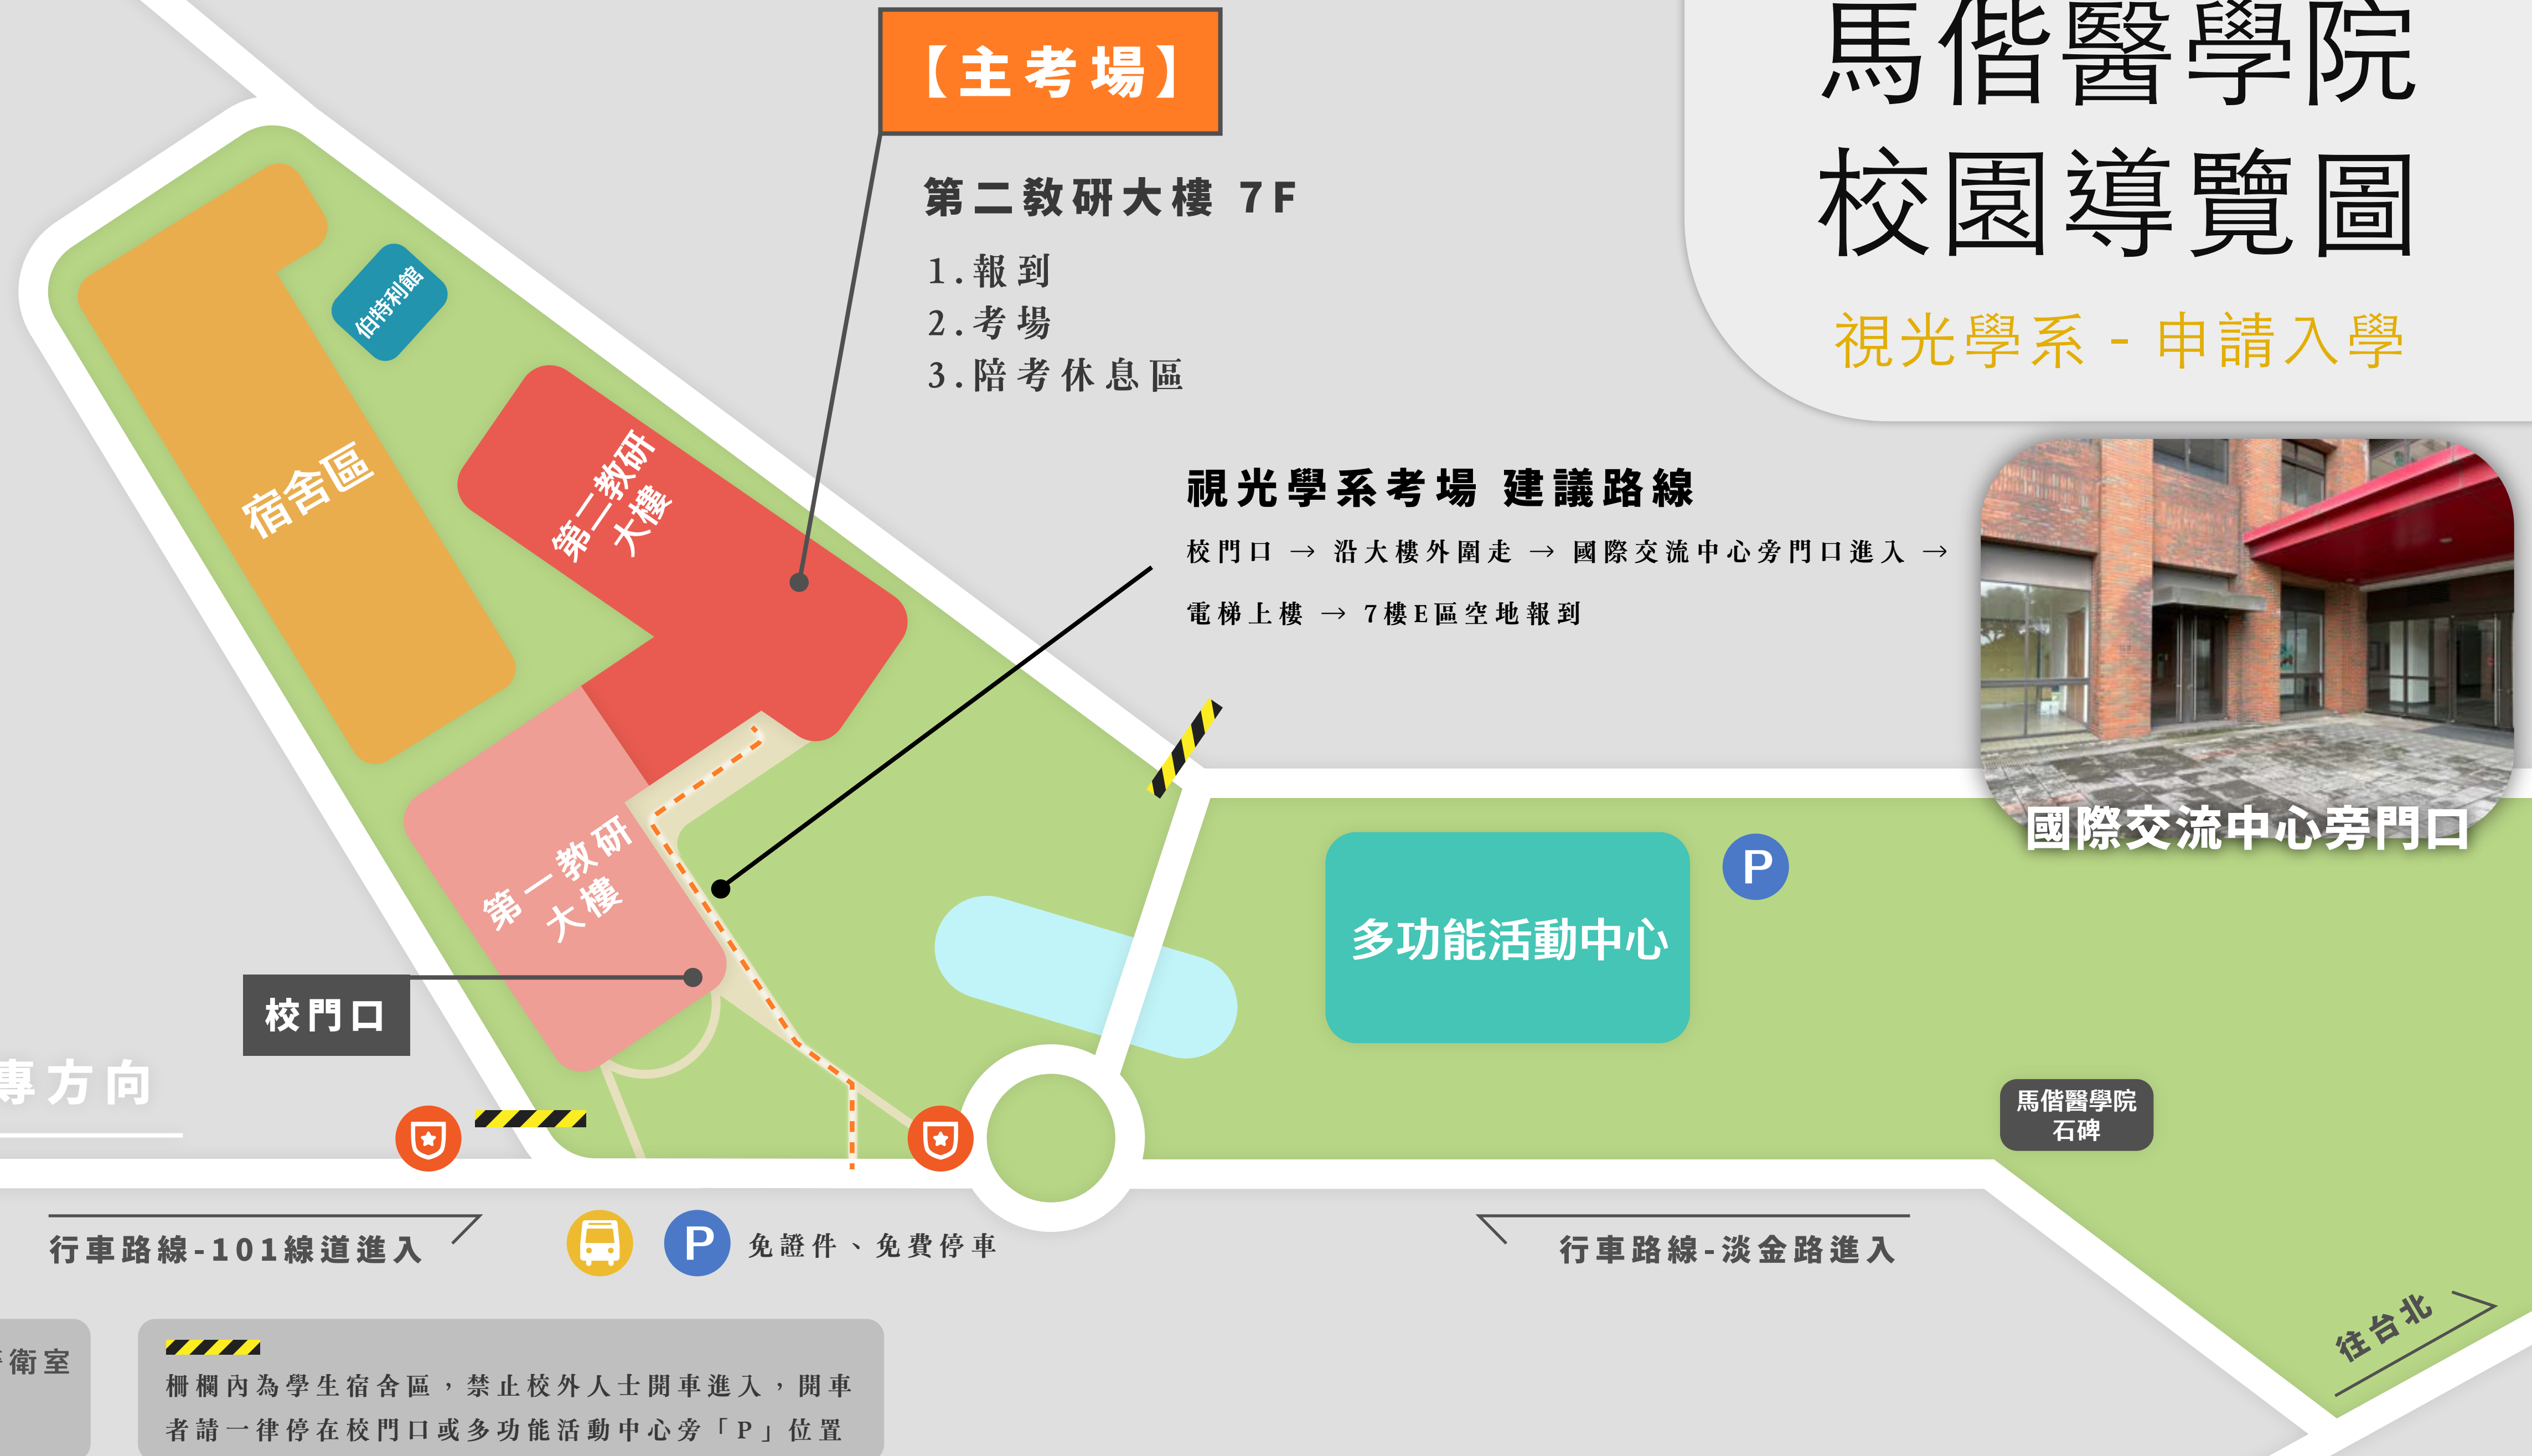 馬偕醫學院
校園導覽圖
視光學系 - 申請入學
【主考場】
第二教研大樓 7F
1.報到
2.考場
3.陪考休息區
視光學系考場 建議路線
校門口 → 沿大樓外圍走 → 國際交流中心旁門口進入 →
電梯上樓 → 7樓E區空地報到
國際交流中心旁門口
伯特利館
宿舍區
第二教研
大樓
第一教研
大樓
校門口
多功能活動中心
P
馬偕醫學院
石碑
專方向
行車路線-101線道進入
P
免證件、免費停車
行車路線-淡金路進入
往台北
衛室
柵欄內為學生宿舍區，禁止校外人士開車進入，開車
者請一律停在校門口或多功能活動中心旁「P」位置